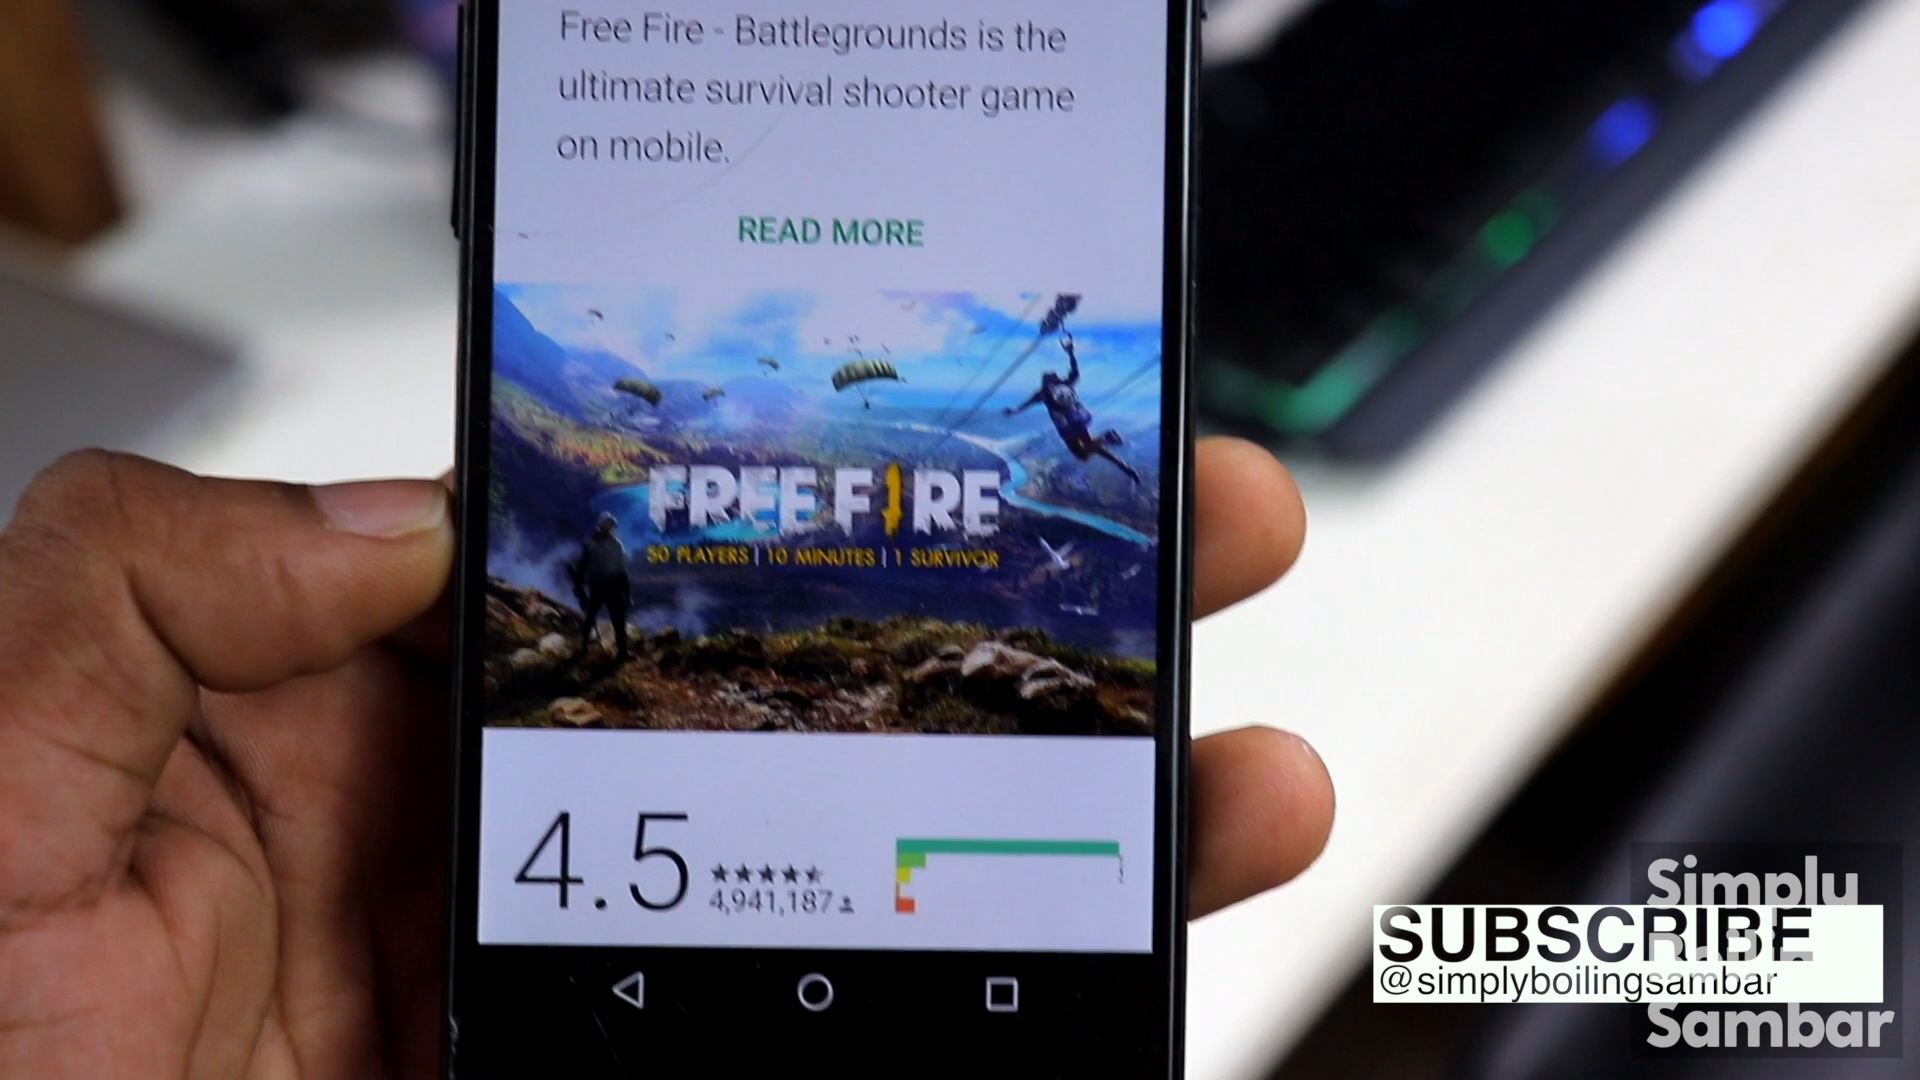 Free Fire - Battlegrounds is the
ultimate survival shooter game
on mobile.
READ MORE
FREE FIRE
50 PLAYERS | 10 MINUTES | 1 SURVIVOR
4.5
4,941,187
SUBSCRIBE
@simplyboilingsambar
Simply
Sambar